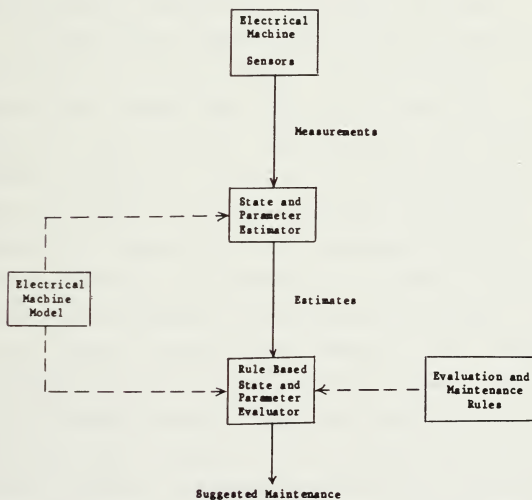 Electrical
Machine
Sensors
Measurements
State and
Parameter
Estimator
Electrical
Machine
Model
Estimates
Rule Based
State and
Parameter
Evaluator
Evaluation and
Maintenance
Rules
Suggested Maintenance